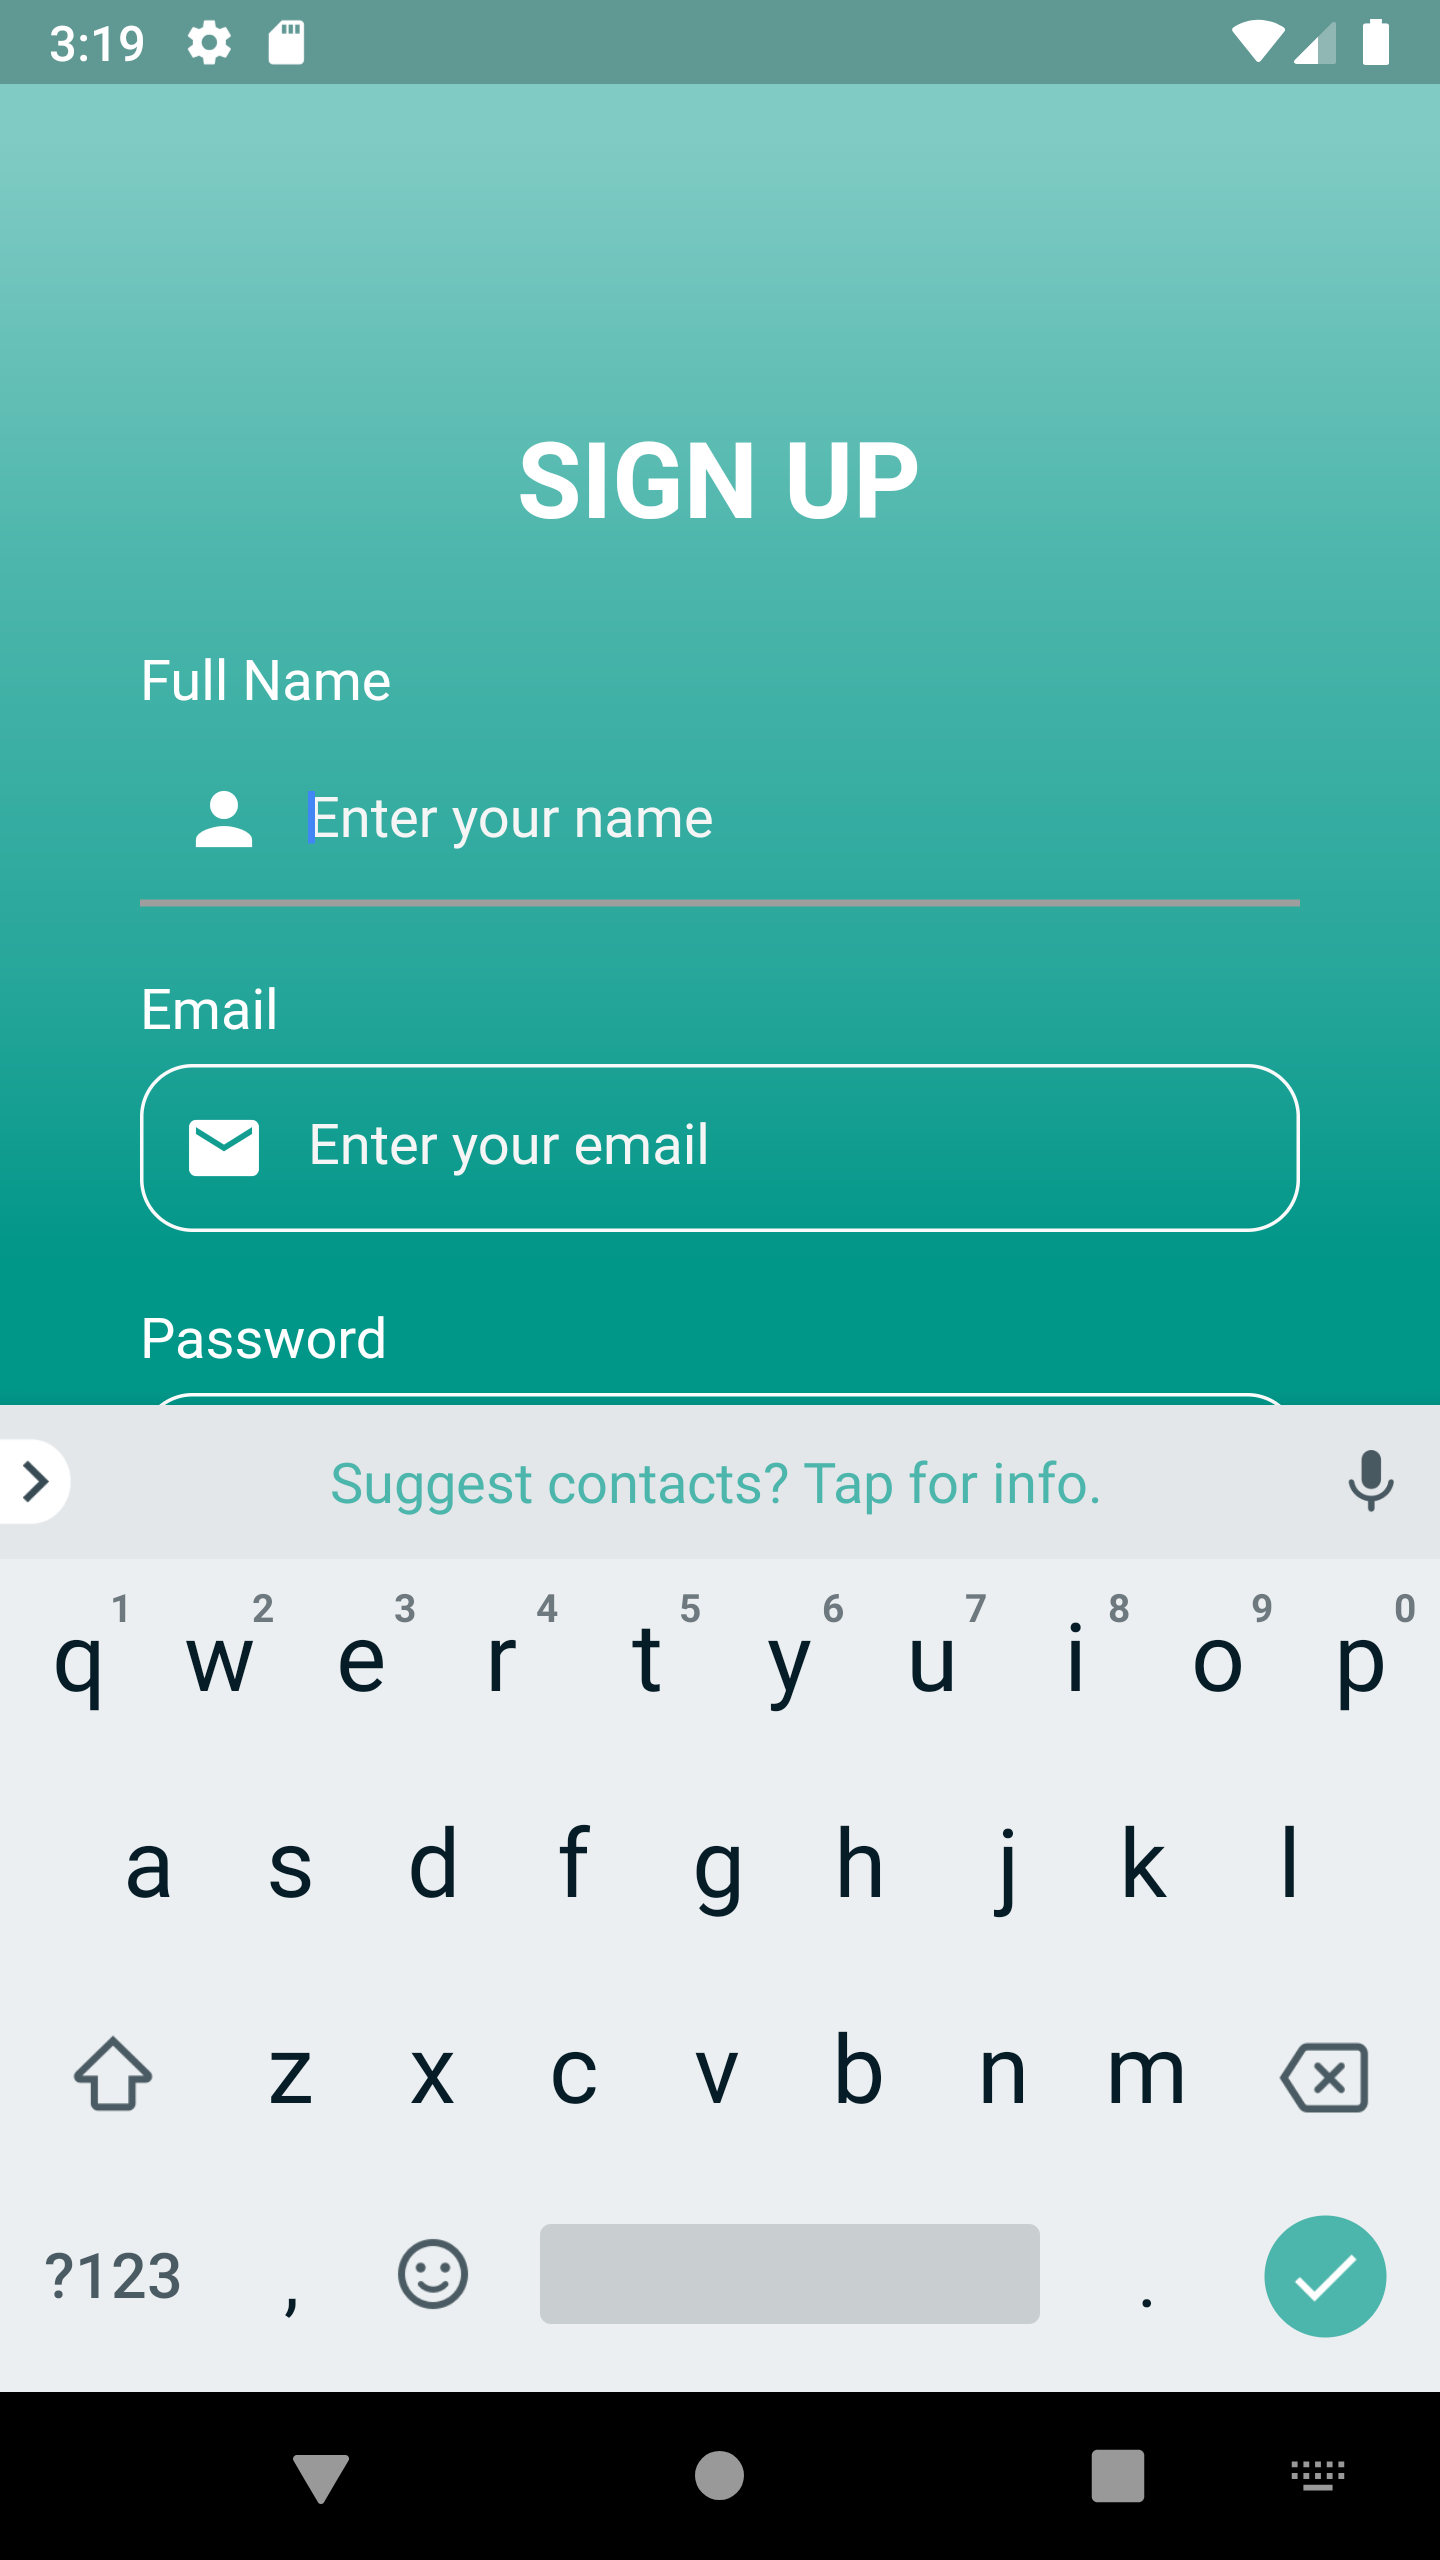 3:19
SIGN UP
Full Name
Enter your name
Email
Enter your email
Password
Suggest contacts? Tap for info.
1 2 3 4 5 6 7 8 9 0
q w e r t y u i o p
a s d f g h j k l
z x c v b n m
?123 , .